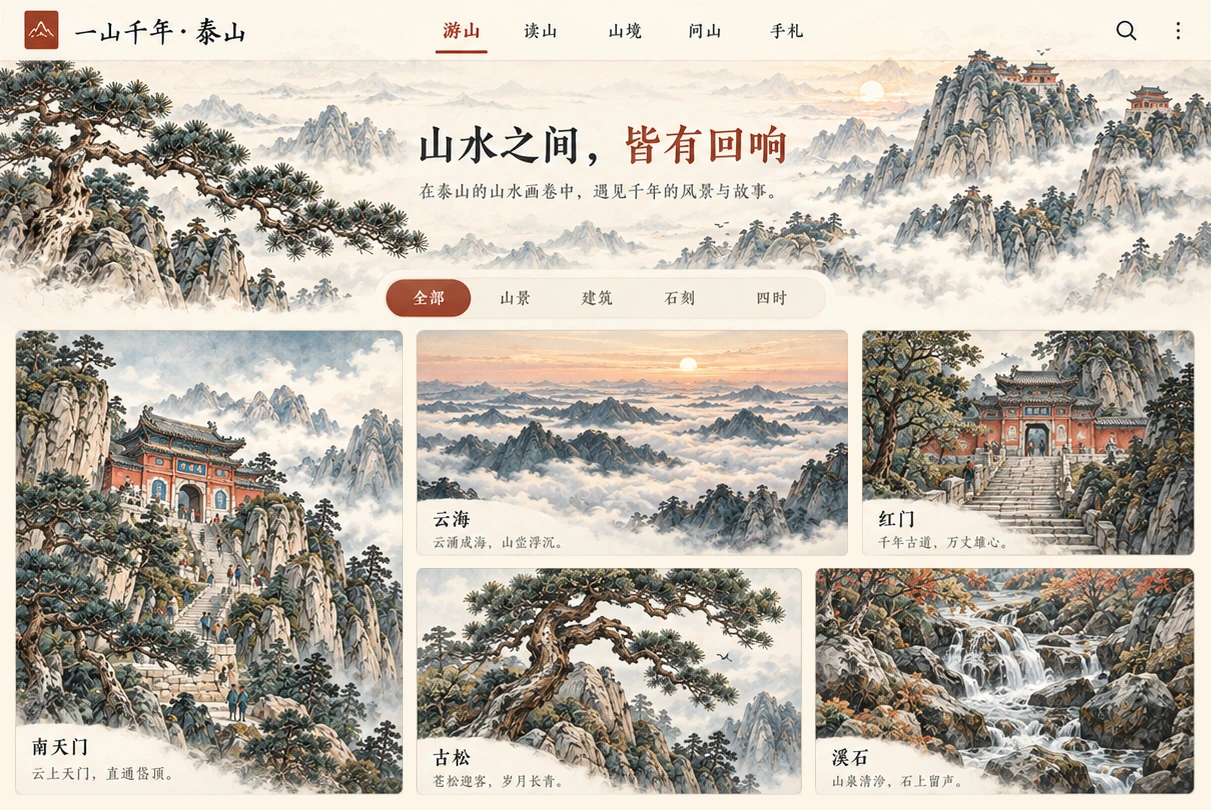 一山千年·泰山
游山
读山
山境
问山
手札
山水之间，皆有回响
在泰山的山水画卷中，遇见千年的风景与故事。
全部
山景
建筑
石刻
四时
南天门
云上天门，直通岱顶。
云海
云涌成海，山峦浮沉。
红门
千年古道，万丈雄心。
古松
苍松迎客，岁月长青。
溪石
山泉清泠，石上留声。